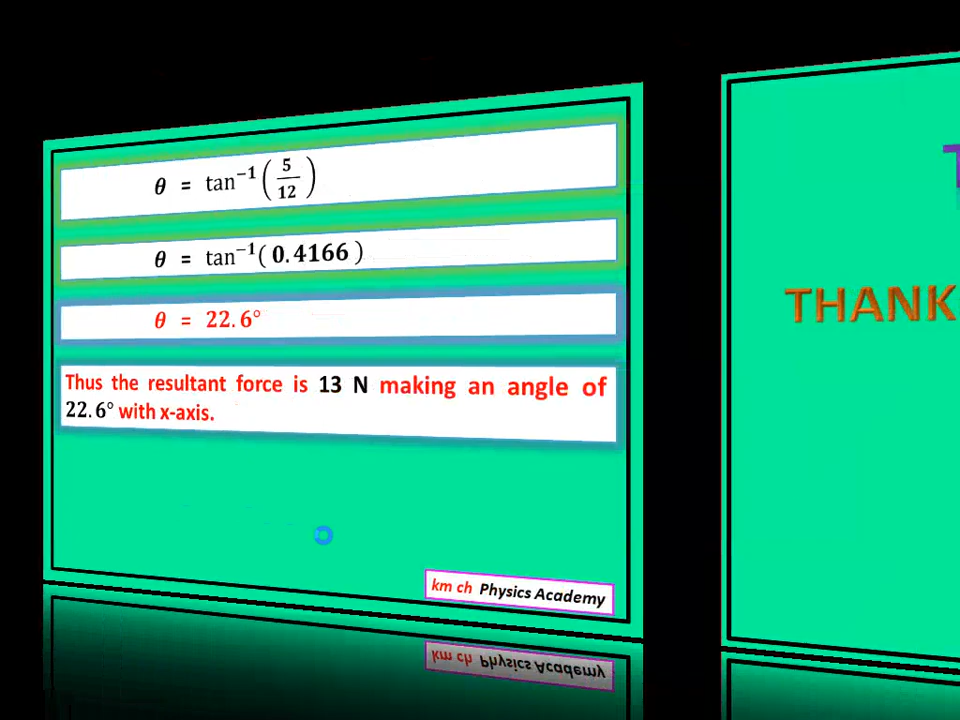 θ = tan⁻¹(5/12)
θ = tan⁻¹(0.4166)
θ = 22.6°
Thus the resultant force is 13 N making an angle of
22.6° with x-axis.
km ch Physics Academy
THANK